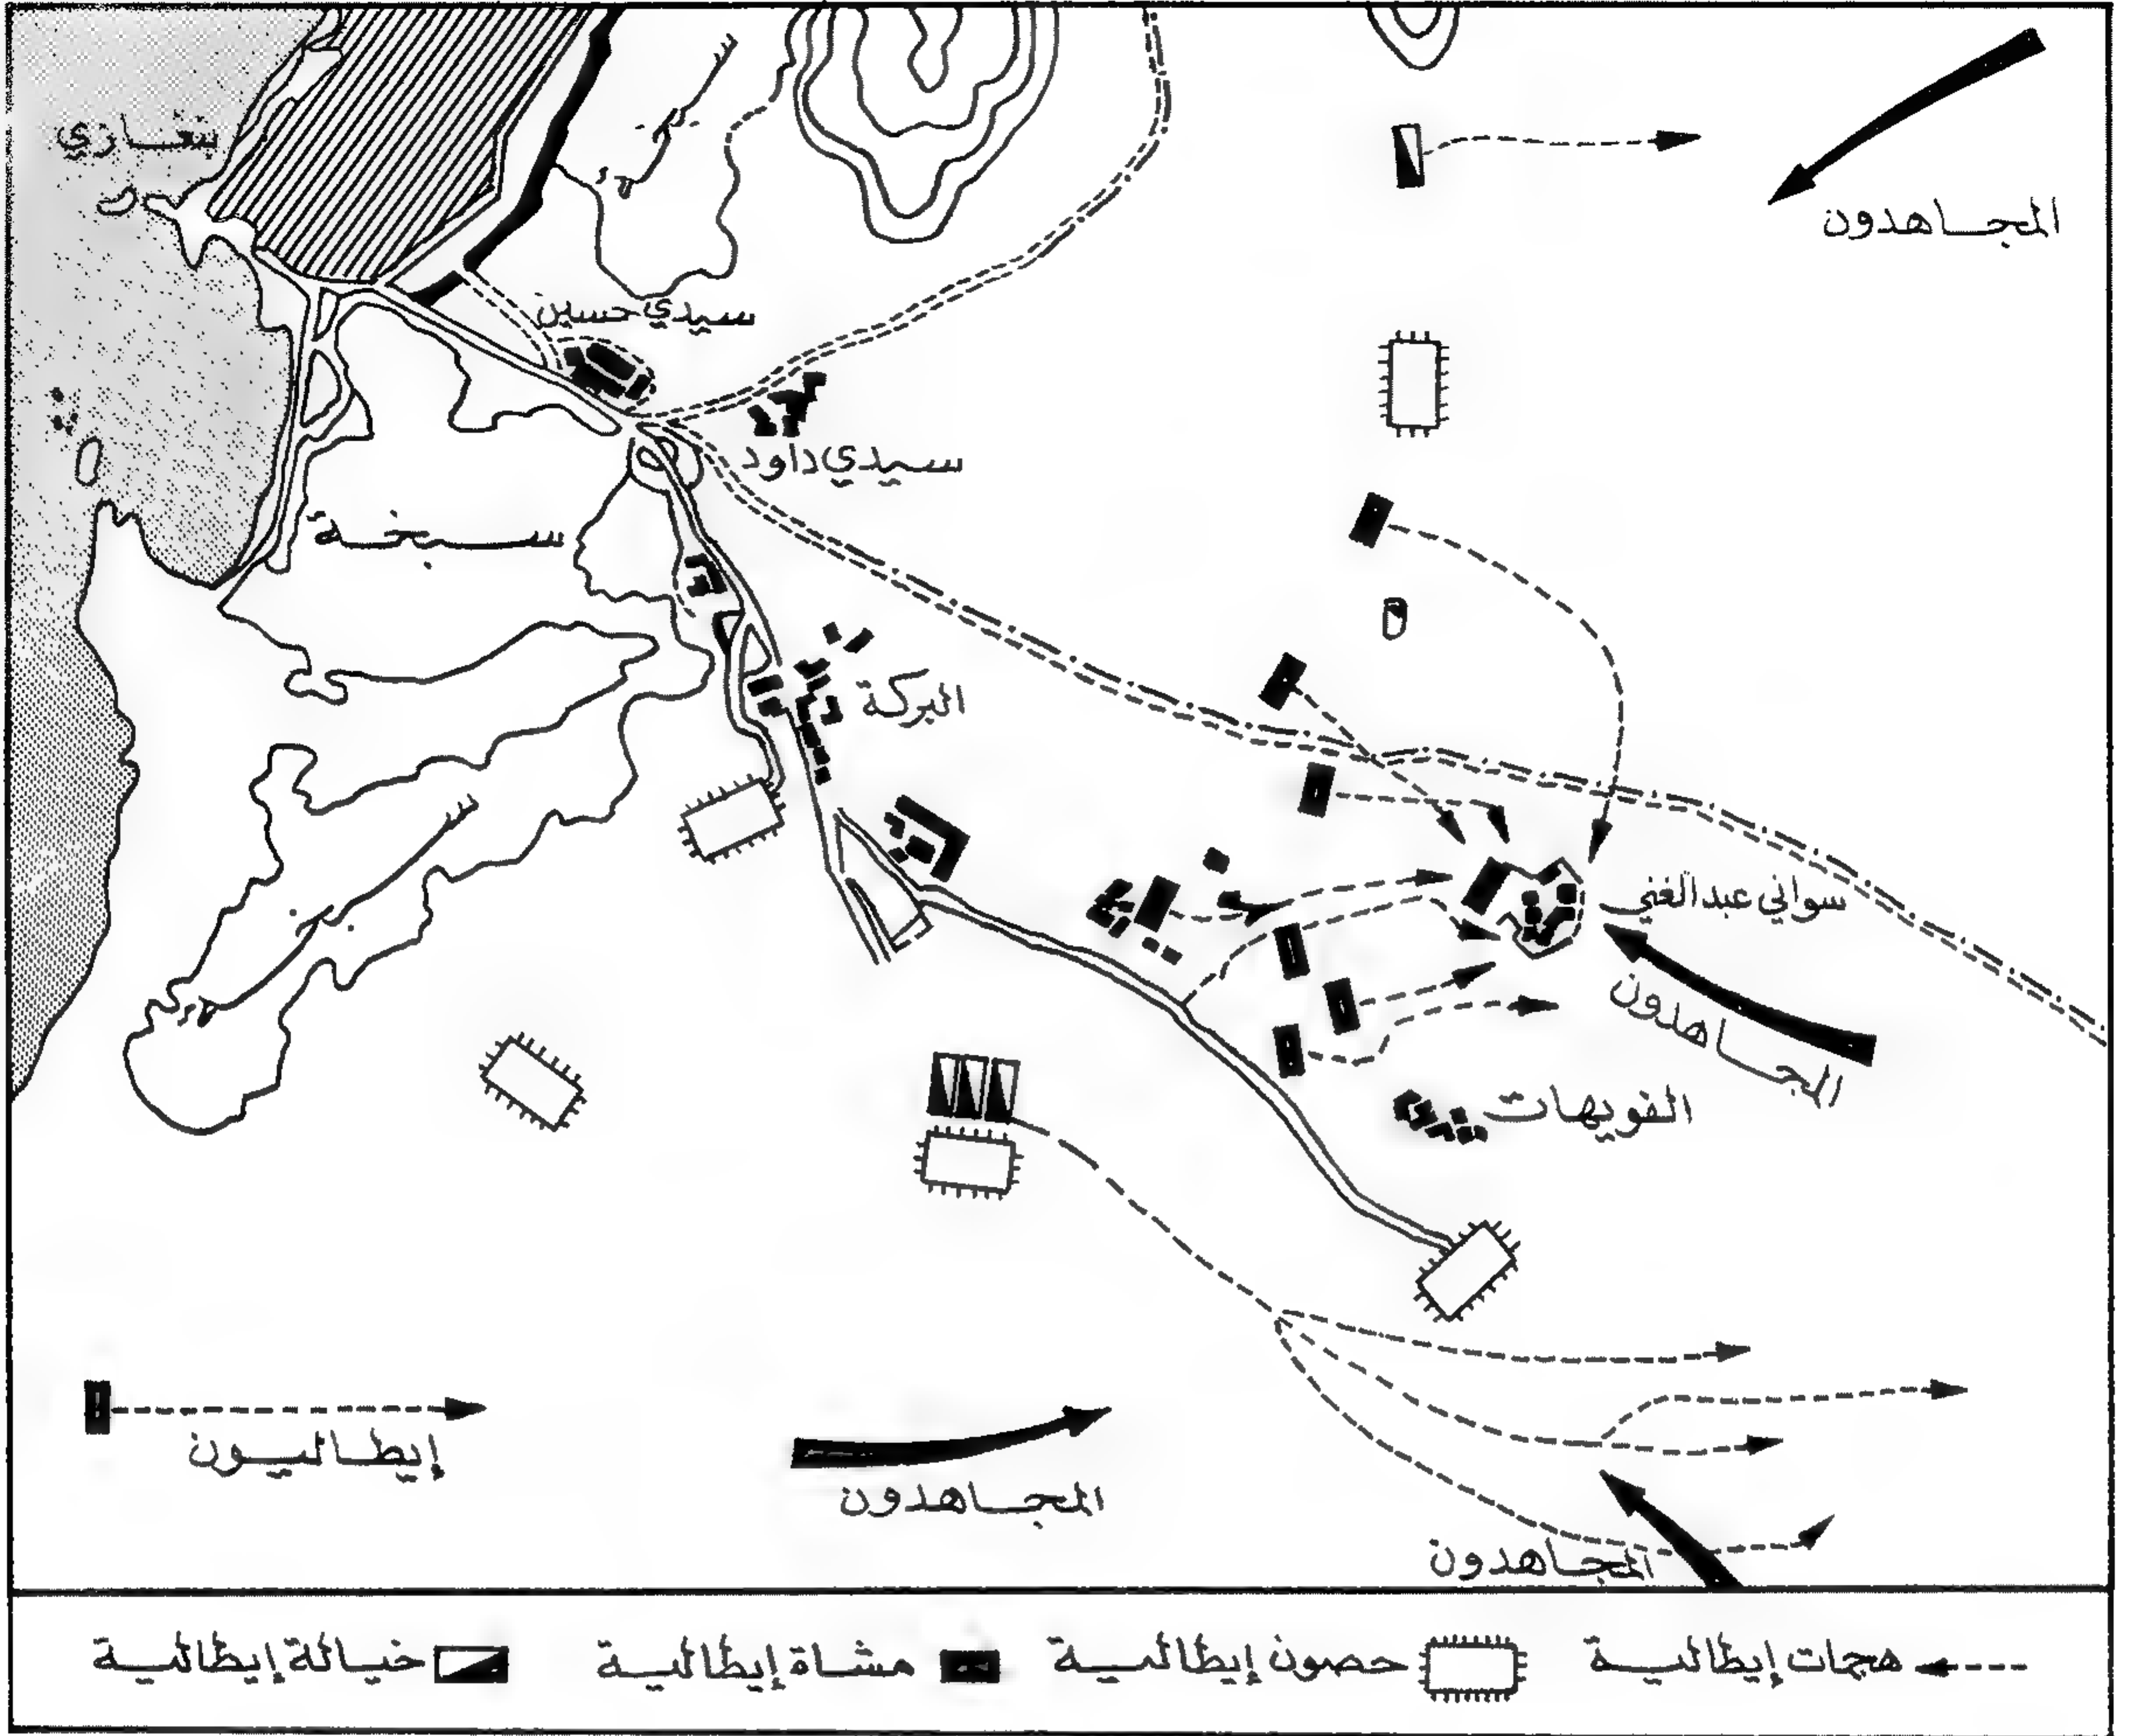 بنغازي
المجاهدون
سيدي حسين
سيدي داود
سبخة
البركة
سواني عبدالغني
المجاهدون
الفويهات
إيطاليون
المجاهدون
المجاهدون
هجمات إيطالية
حصون إيطالية
مشاة إيطالية
خيالة إيطالية